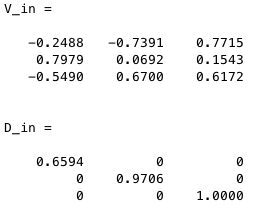 V_in =
-0.2488 -0.7391 0.7715
0.7979 0.0692 0.1543
-0.5490 0.6700 0.6172
D_in =
0.6594 0 0
0 0.9706 0
0 0 1.0000